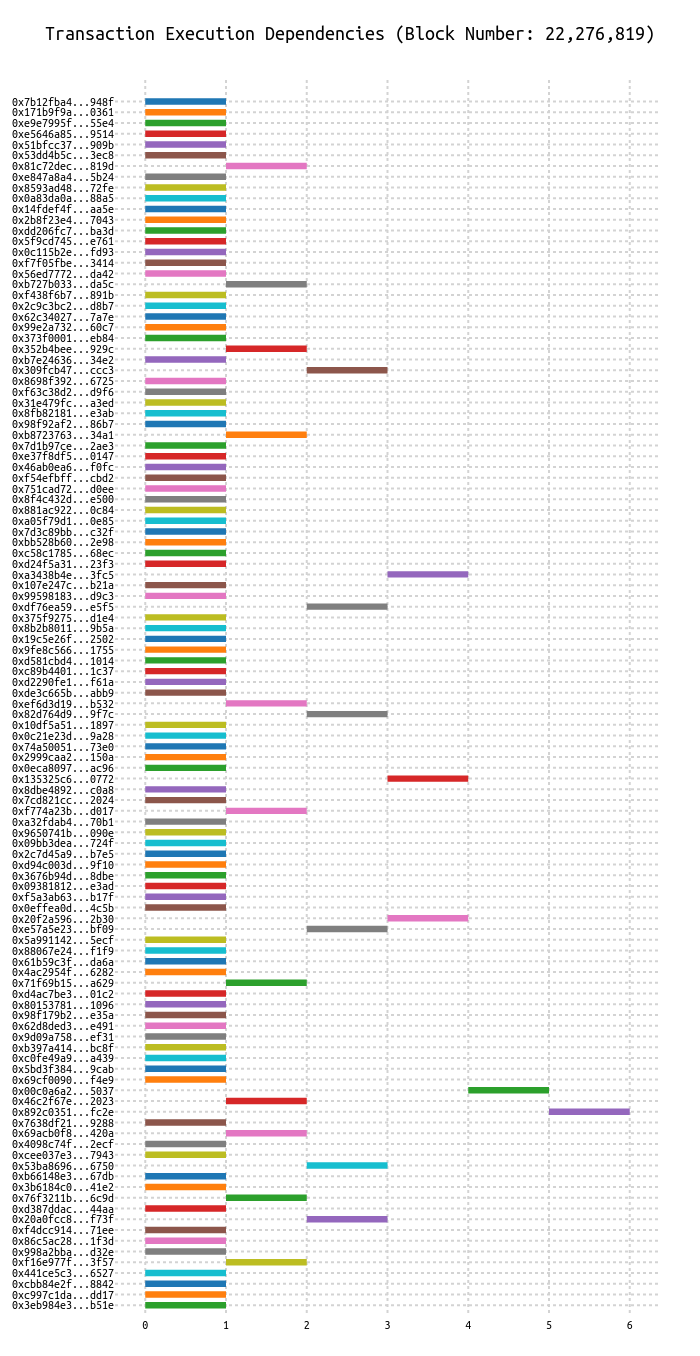 Transaction Execution Dependencies (Block Number: 22,276,819)
0x7b12fba4...948f
0x171b9f9a...0361
0xe9e7995f...55e4
0xe5646a85...9514
0x51bfcc37...909b
0x53dd4b5c...3ec8
0x81c72dec...819d
0xe847a8a4...5b24
0x8593ad48...72fe
0x0a83da0a...88a5
0x14fdef4f...aa5e
0x2b8f23e4...7043
0xdd206fc7...ba3d
0x5f9cd745...e761
0x0c115b2e...fd93
0xf7f05fbe...3414
0x56ed7772...da42
0xb727b033...da5c
0xf438f6b7...891b
0x2c9c3bc2...d8b7
0x62c34027...7a7e
0x99e2a732...60c7
0x373f0001...eb84
0x352b4bee...929c
0xb7e24636...34e2
0x309fcb47...ccc3
0x8698f392...6725
0xf63c38d2...d9f6
0x31e479fc...a3ed
0x8fb82181...e3ab
0x98f92af2...86b7
0xb8723763...34a1
0x7d1b97ce...2ae3
0xe37f8df5...0147
0x46ab0ea6...f0fc
0xf54efbff...cbd2
0x751cad72...d0ee
0x8f4c432d...e500
0x881ac922...0c84
0xa05f79d1...0e85
0x7d3c89bb...c32f
0xbb528b60...2e98
0xc58c1785...68ec
0xd24f5a31...23f3
0xa3438b4e...3fc5
0x107e247c...b21a
0x99598183...d9c3
0xdf76ea59...e5f5
0x375f9275...d1e4
0x8b2b8011...9b5a
0x19c5e26f...2502
0x9fe8c566...1755
0xd581cbd4...1014
0xc89b4401...1c37
0xd2290fe1...f61a
0xde3c665b...abb9
0xef6d3d19...b532
0x82d764d9...9f7c
0x10df5a51...1897
0x0c21e23d...9a28
0x74a50051...73e0
0x2999caa2...150a
0x0eca8097...ac96
0x135325c6...0772
0x8dbe4892...c0a8
0x7cd821cc...2024
0xf774a23b...d017
0xa32fdab4...70b1
0x9650741b...090e
0x09bb3dea...724f
0x2c7d45a9...b7e5
0xd94c003d...9f10
0x3676b94d...8dbe
0x09381812...e3ad
0xf5a3ab63...b17f
0x0effea0d...4c5b
0x20f2a596...2b30
0xe57a5e23...bf09
0x5a991142...5ecf
0x88067e24...f1f9
0x61b59c3f...da6a
0x4ac2954f...6282
0x71f69b15...a629
0xd4ac7be3...01c2
0x80153781...1096
0x98f179b2...e35a
0x62d8ded3...e491
0x9d09a758...ef31
0xb397a414...bc8f
0xc0fe49a9...a439
0x5bd3f384...9cab
0x69cf0090...f4e9
0x00c0a6a2...5037
0x46c2f67e...2023
0x892c0351...fc2e
0x7638df21...9288
0x69acb0f8...420a
0x4098c74f...2ecf
0xcee037e3...7943
0x53ba8696...6750
0xb66148e3...67db
0x3b6184c0...41e2
0x76f3211b...6c9d
0xd387ddac...44aa
0x20a0fcc8...f73f
0xf4dcc914...71ee
0x86c5ac28...1f3d
0x998a2bba...d32e
0xf16e977f...3f57
0x441ce5c3...6527
0xcbb84e2f...8842
0xc997c1da...dd17
0x3eb984e3...b51e
0 1 2 3 4 5 6